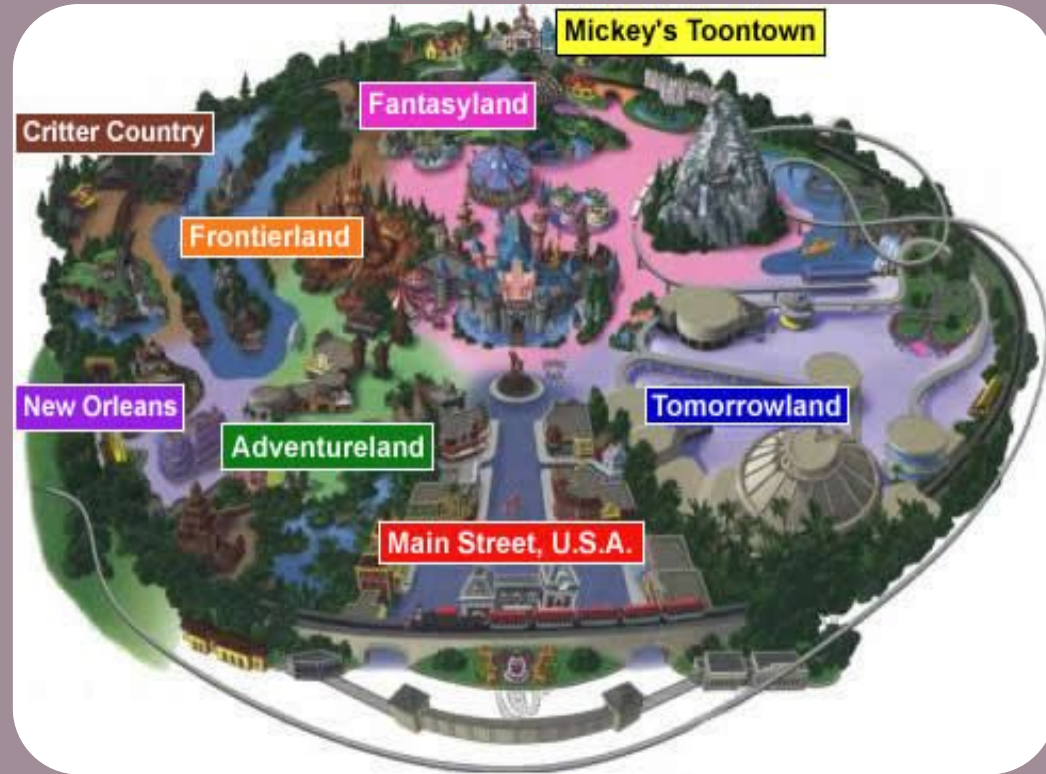 Mickey's Toontown
Fantasyland
Critter Country
Frontierland
New Orleans
Tomorrowland
Adventureland
Main Street, U.S.A.